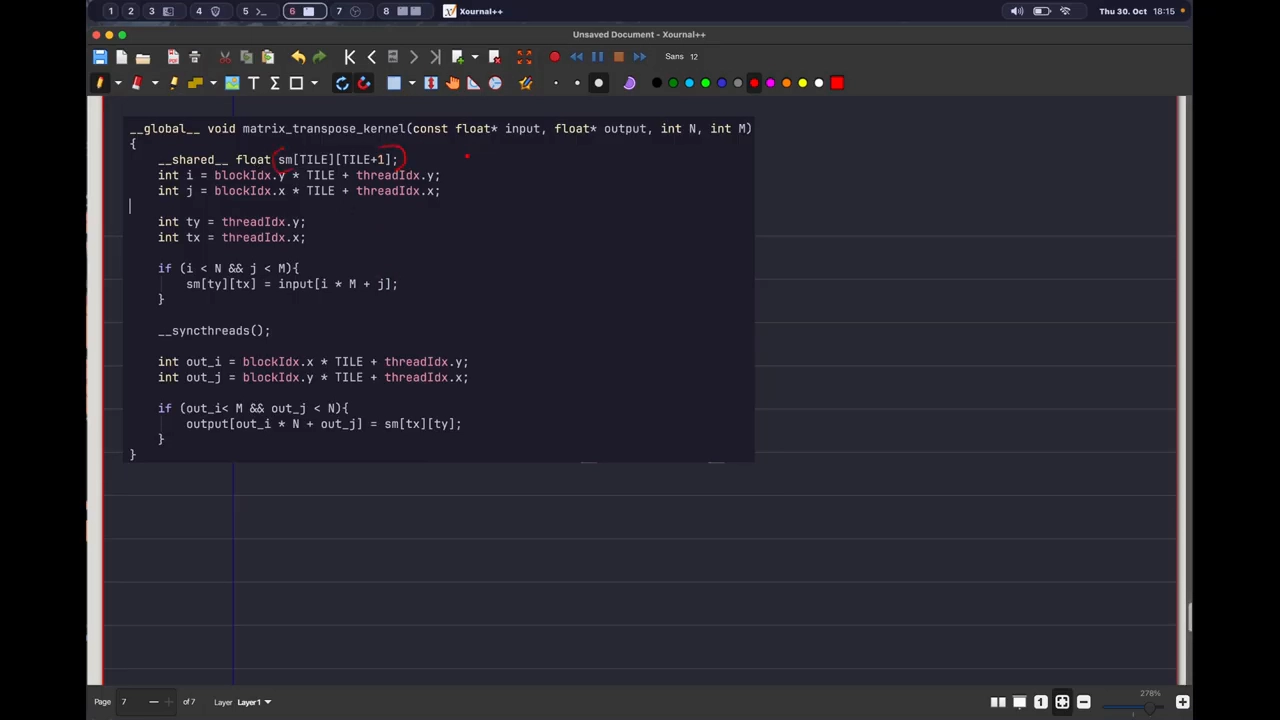 1 2 3 4 5 6 7 8 Xournal++ Thu 30. Oct 18:15
Unsaved Document - Xournal++
Sans 12
__global__ void matrix_transpose_kernel(const float* input, float* output, int N, int M)
{
__shared__ float sm[TILE][TILE+1];
int i = blockIdx.y * TILE + threadIdx.y;
int j = blockIdx.x * TILE + threadIdx.x;
int ty = threadIdx.y;
int tx = threadIdx.x;
if (i < N && j < M){
sm[ty][tx] = input[i * M + j];
}
__syncthreads();
int out_i = blockIdx.x * TILE + threadIdx.y;
int out_j = blockIdx.y * TILE + threadIdx.x;
if (out_i< M && out_j < N){
output[out_i * N + out_j] = sm[tx][ty];
}
}
Page 7 of 7 Layer Layer1 1 278%